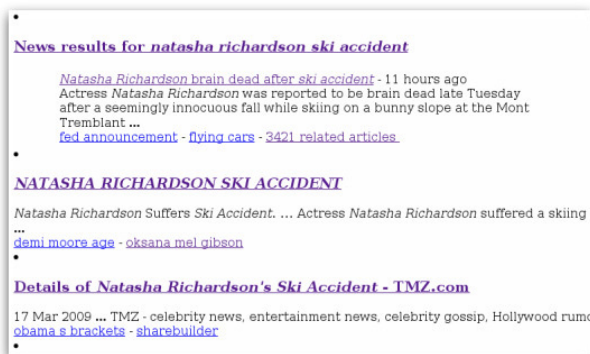 News results for natasha richardson ski accident
Natasha Richardson brain dead after ski accident - 11 hours ago
Actress Natasha Richardson was reported to be brain dead late Tuesday
after a seemingly innocuous fall while skiing on a bunny slope at the Mont
Tremblant ...
fed announcement - flying cars - 3421 related articles
NATASHA RICHARDSON SKI ACCIDENT
Natasha Richardson Suffers Ski Accident. ... Actress Natasha Richardson suffered a skiing
...
demi moore age - oksana mel gibson
Details of Natasha Richardson's Ski Accident - TMZ.com
17 Mar 2009 ... TMZ - celebrity news, entertainment news, celebrity gossip, Hollywood
obama s brackets - sharebuilder